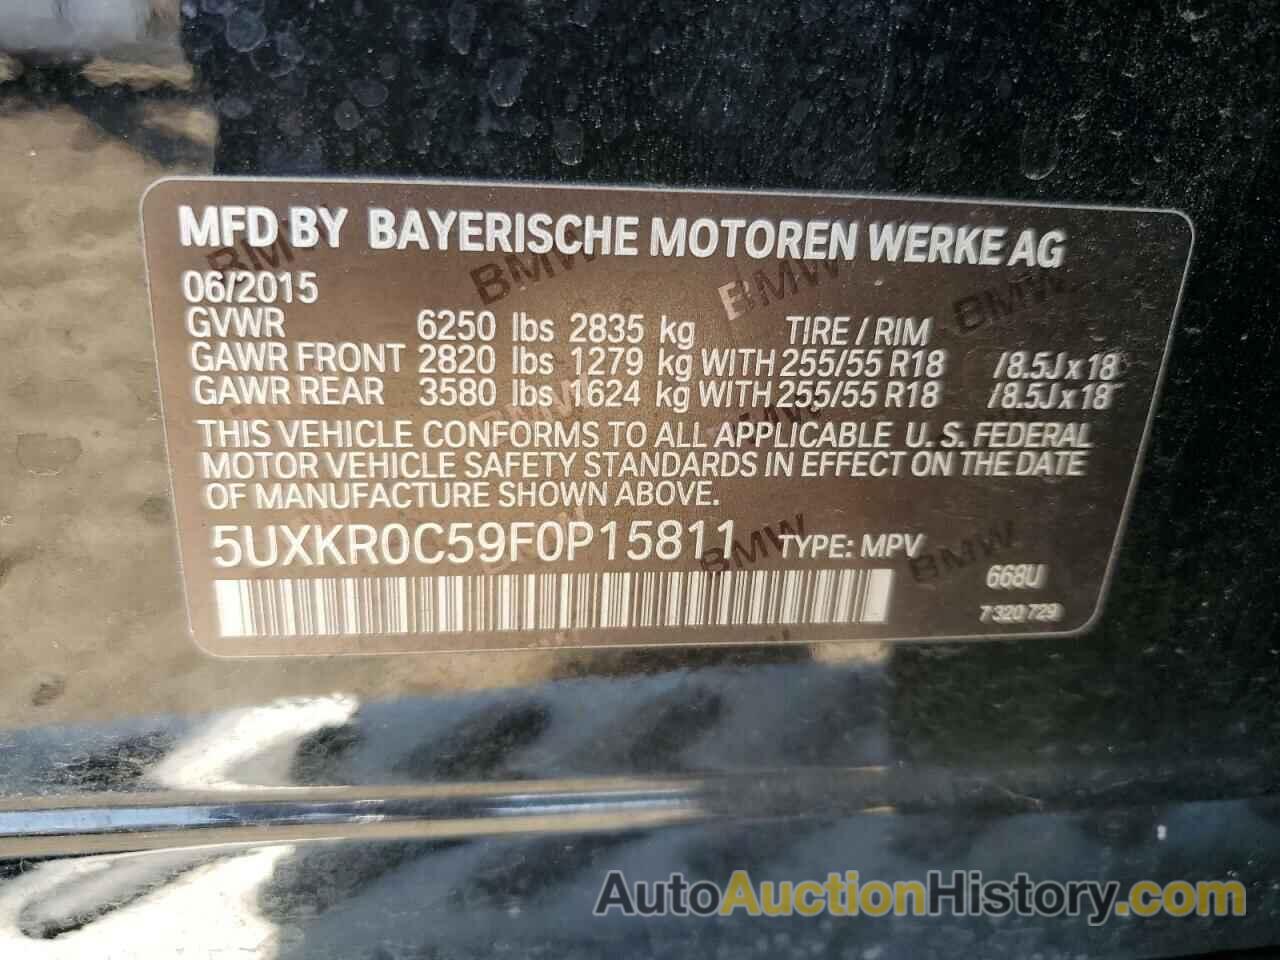 MFD BY BAYERISCHE MOTOREN WERKE AG
06/2015
GVWR 6250 lbs 2835 kg TIRE / RIM
GAWR FRONT 2820 lbs 1279 kg WITH 255/55 R18 /8.5J x 18
GAWR REAR 3580 lbs 1624 kg WITH 255/55 R18 /8.5J x 18
THIS VEHICLE CONFORMS TO ALL APPLICABLE U.S. FEDERAL
MOTOR VEHICLE SAFETY STANDARDS IN EFFECT ON THE DATE
OF MANUFACTURE SHOWN ABOVE.
5UXKR0C59F0P15811 TYPE: MPV
668U
7 320 729
AutoAuctionHistory.com